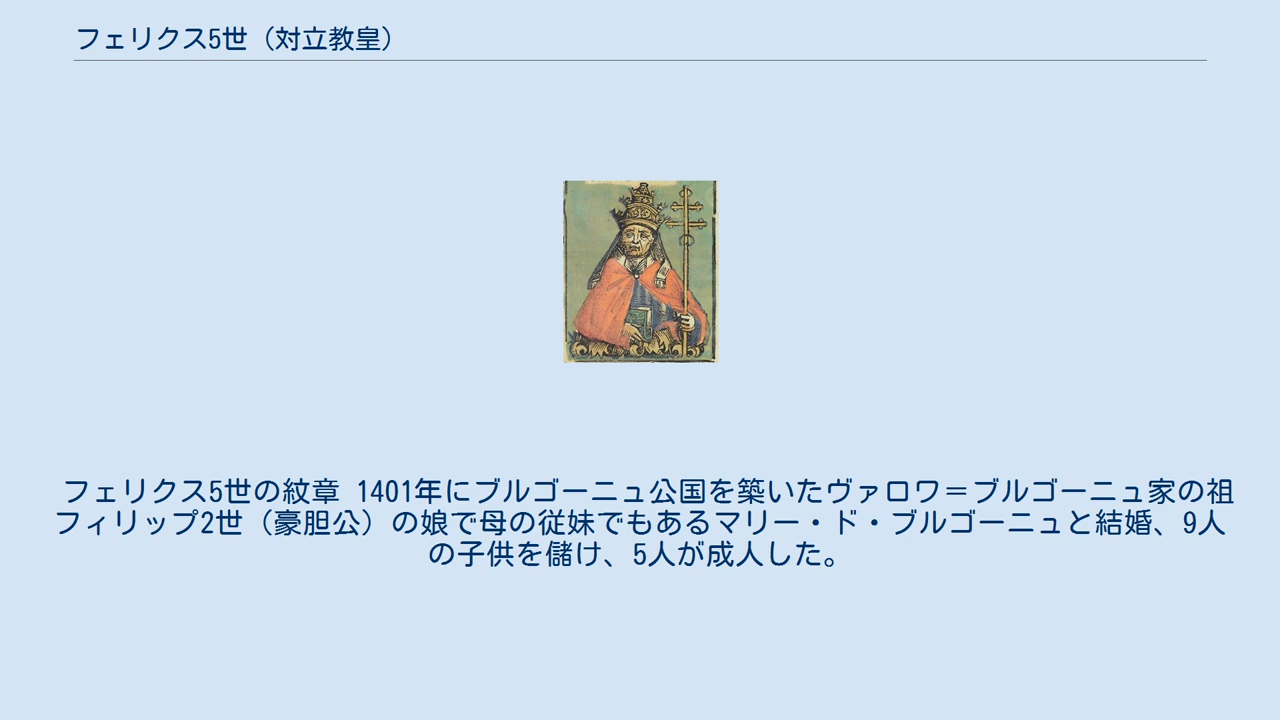 フェリクス5世（対立教皇）
フェリクス5世の紋章 1401年にブルゴーニュ公国を築いたヴァロワ＝ブルゴーニュ家の祖
フィリップ2世（豪胆公）の娘で母の従妹でもあるマリー・ド・ブルゴーニュと結婚、9人
の子供を儲け、5人が成人した。